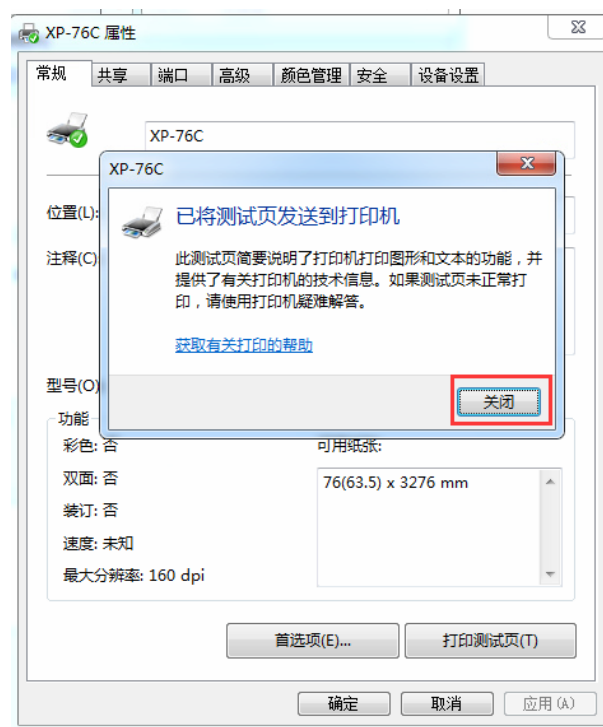 XP-76C 属性
常规 共享 端口 高级 颜色管理 安全 设备设置
XP-76C
XP-76C
位置(L):
已将测试页发送到打印机
注释(C)
此测试页简要说明了打印机打印图形和文本的功能，并
提供了有关打印机的技术信息。如果测试页未正常打
印，请使用打印机疑难解答。
获取有关打印的帮助
型号(O)
关闭
功能
彩色: 否
可用纸张:
双面: 否
76(63.5) x 3276 mm
装订: 否
速度: 未知
最大分辨率: 160 dpi
首选项(E)... 打印测试页(T)
确定 取消 应用(A)